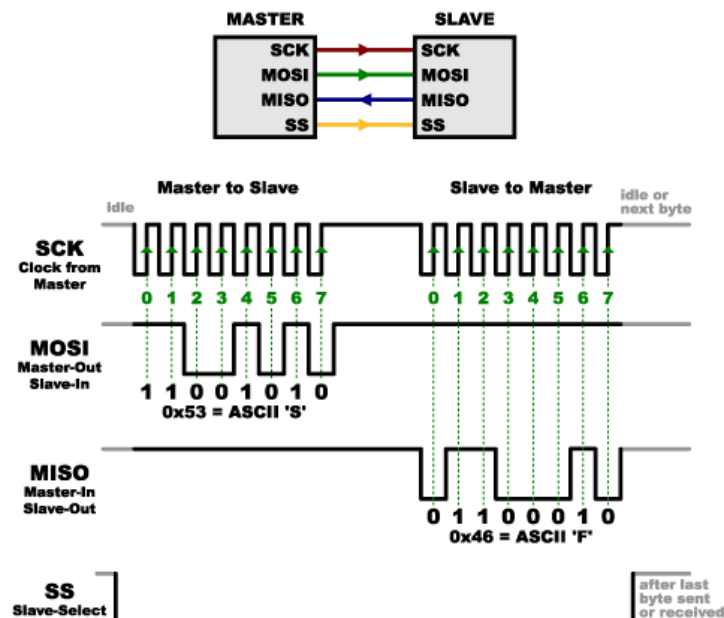 MASTER SLAVE
SCK SCK
MOSI MOSI
MISO MISO
SS SS
Master to Slave Slave to Master
idle
idle or
next byte
SCK
Clock from
Master
0 1 2 3 4 5 6 7 0 1 2 3 4 5 6 7
MOSI
Master-Out
Slave-In
1 1 0 0 1 0 1 0
0x53 = ASCII 'S'
MISO
Master-In
Slave-Out
0 1 1 0 0 0 1 0
0x46 = ASCII 'F'
SS
Slave-Select
after last
byte sent
or received